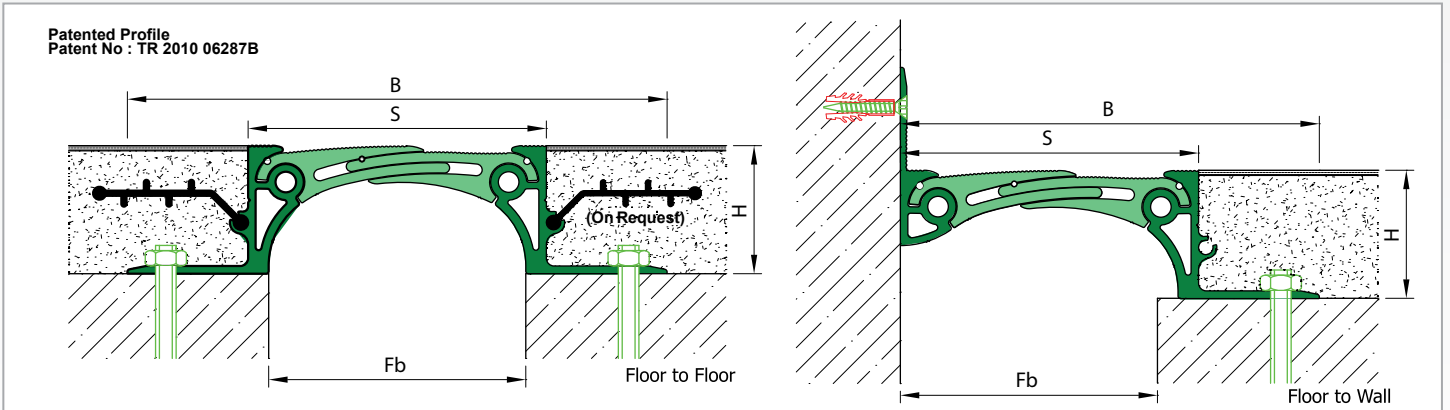 Patented Profile
Patent No : TR 2010 06287B
B
S
(On Request)
H
Fb
Floor to Floor
B
S
H
Fb
Floor to Wall